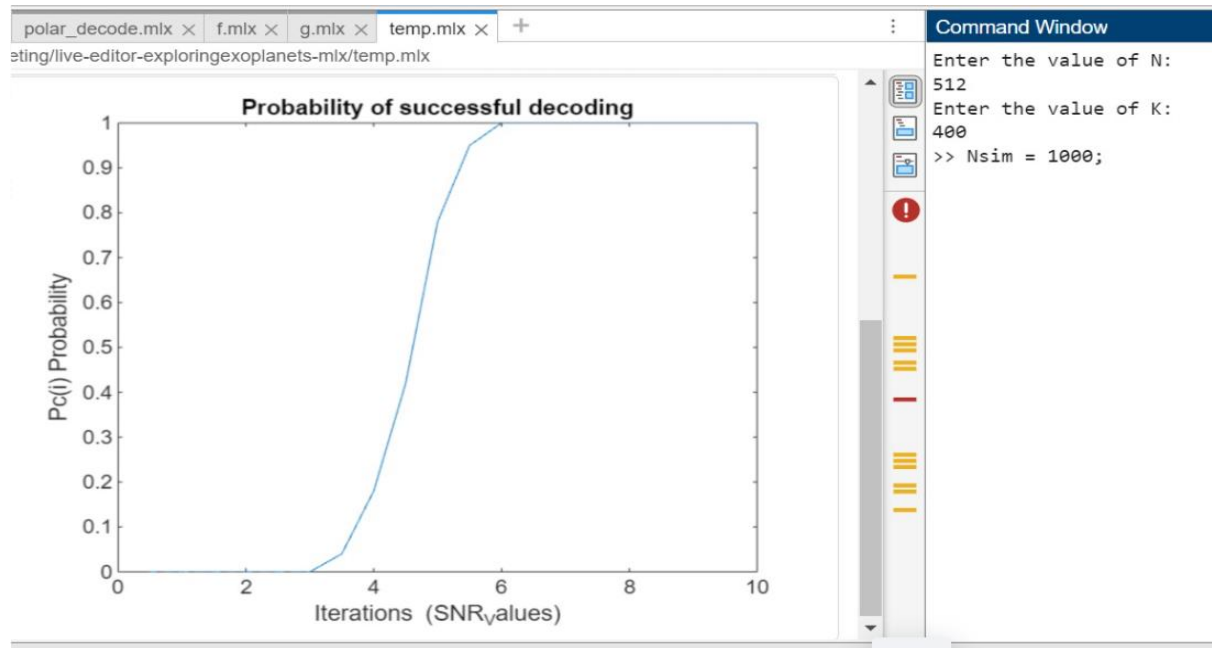 polar_decode.mlx × f.mlx × g.mlx × temp.mlx × +
eting/live-editor-exploringexoplanets-mlx/temp.mlx
Probability of successful decoding
1
0.9
0.8
0.7
0.6
0.5
0.4
0.3
0.2
0.1
0
Pc(i) Probability
0 2 4 6 8 10
Iterations (SNRValues)
Command Window
Enter the value of N:
512
Enter the value of K:
400
>> Nsim = 1000;